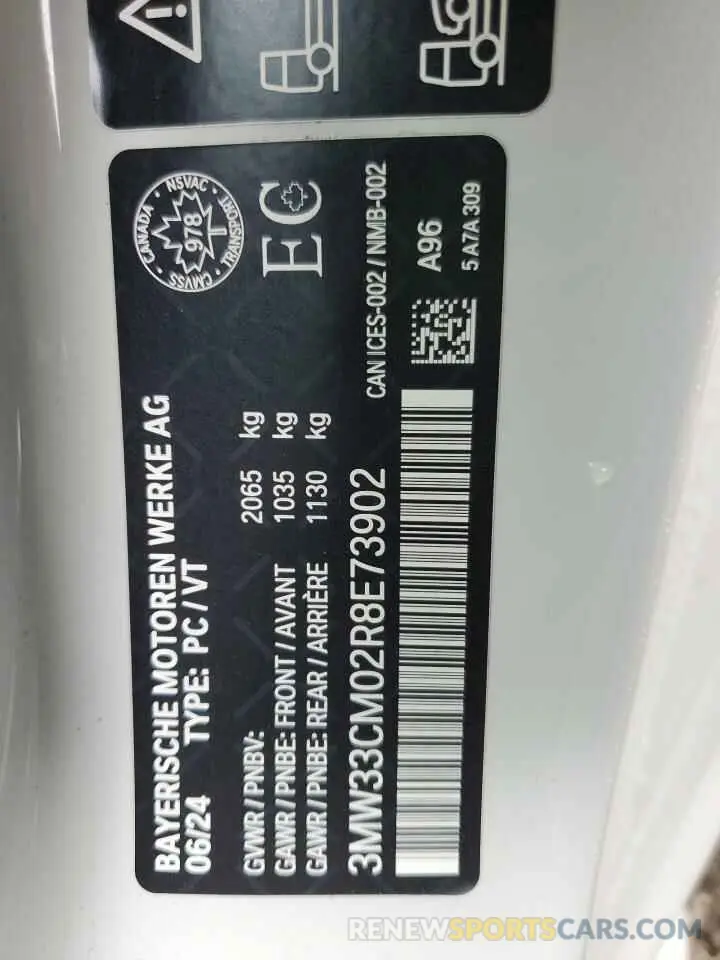 BAYERISCHE MOTOREN WERKE AG
06/24 TYPE: PC / VT
GVWR / PNBV: 2065 kg
GAWR / PNBE: FRONT / AVANT 1035 kg
GAWR / PNBE: REAR / ARRIÈRE 1130 kg
3MW33CM02R8E73902
CANADA · NSVAC · TRANSPORT · CMVSS
978
EC
CAN ICES-002 / NMB-002
A96
5 A7A 309
RENEWSPORTSCARS.COM